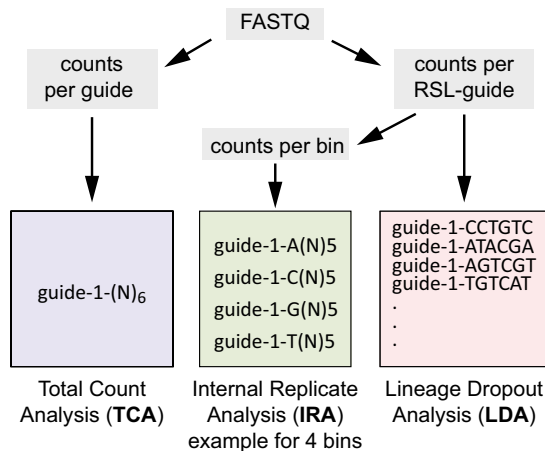 FASTQ
counts
per guide
counts per
RSL-guide
counts per bin
guide-1-(N)₆
guide-1-A(N)5
guide-1-C(N)5
guide-1-G(N)5
guide-1-T(N)5
guide-1-CCTGTC
guide-1-ATACGA
guide-1-AGTCGT
guide-1-TGTCAT
.
.
.
Total Count
Analysis (TCA)
Internal Replicate
Analysis (IRA)
example for 4 bins
Lineage Dropout
Analysis (LDA)